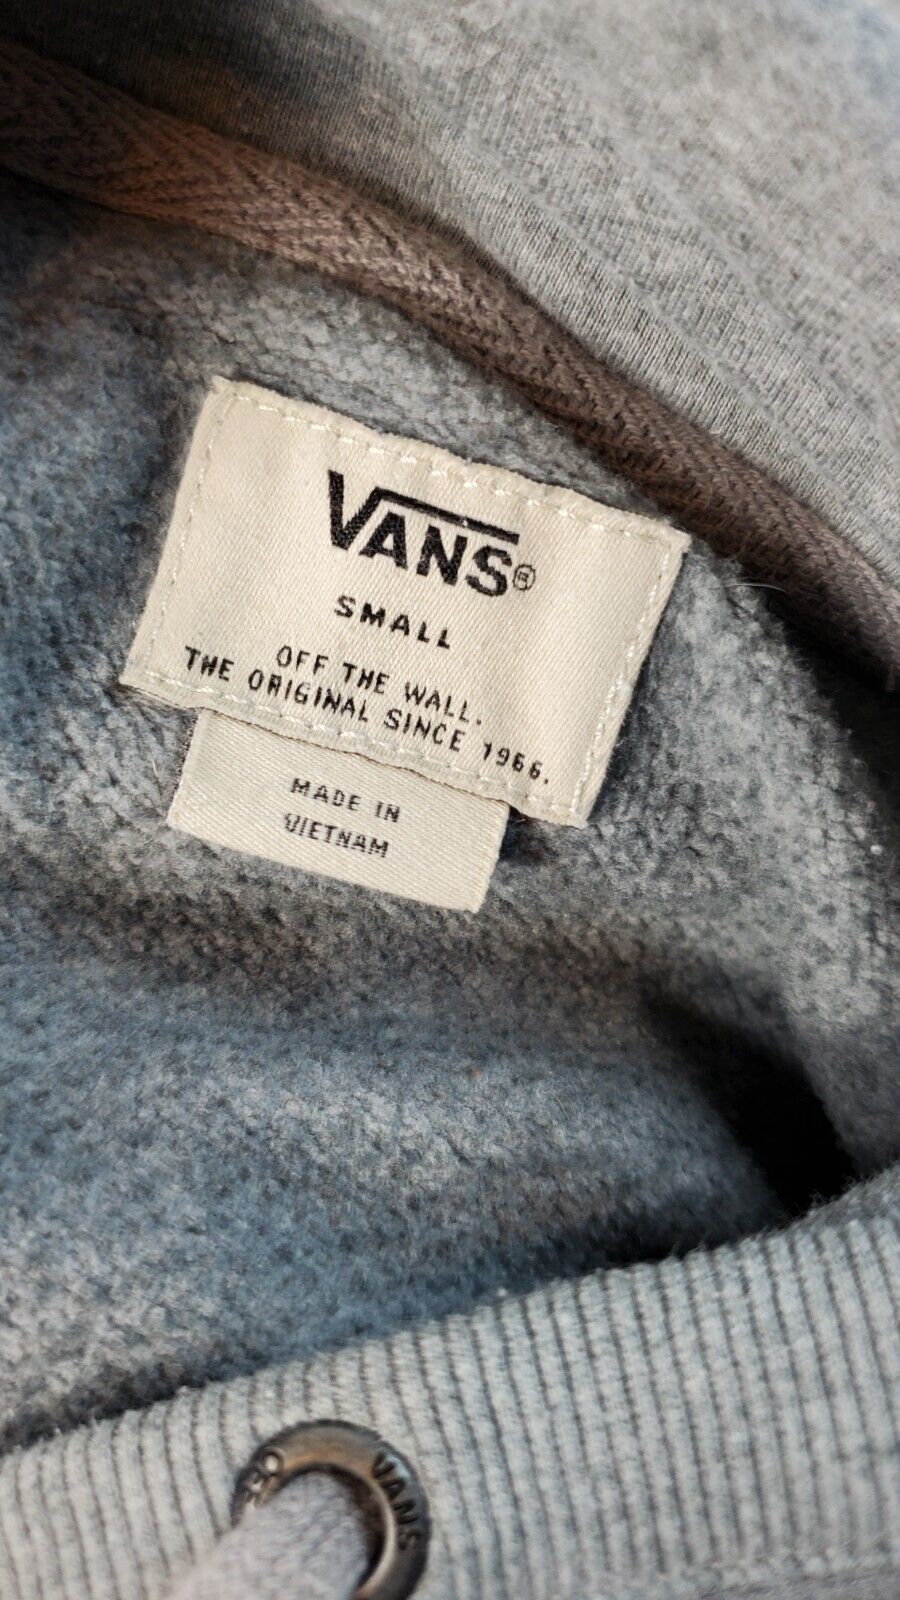 VANS®
SMALL
OFF THE WALL.
THE ORIGINAL SINCE 1966.
MADE IN
VIETNAM
VANS